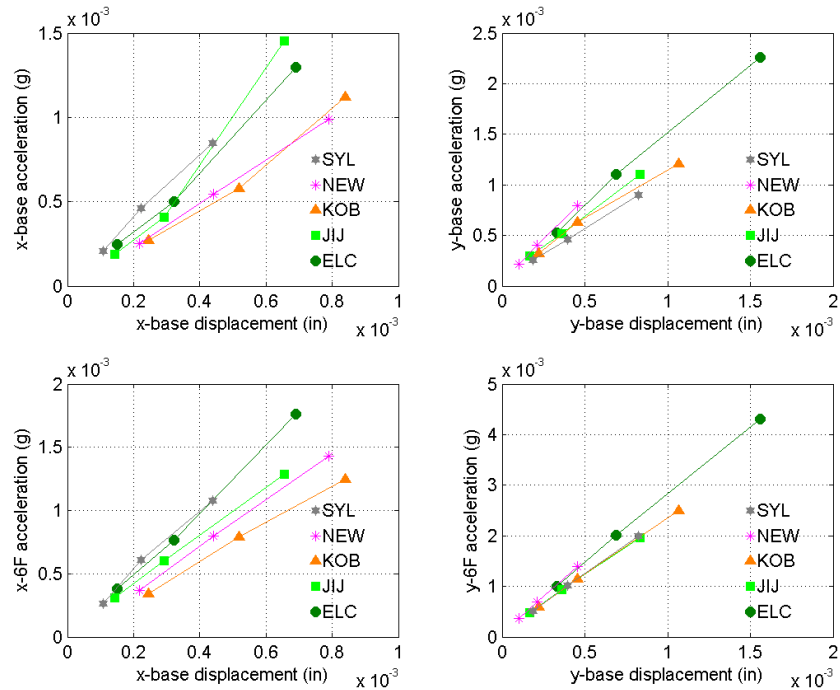 x 10-3
1.5
1
0.5
0
x-base acceleration (g)
SYL
NEW
KOB
JIJ
ELC
0 0.2 0.4 0.6 0.8 1
x-base displacement (in) x 10-3
x 10-3
2.5
2
1.5
1
0.5
0
y-base acceleration (g)
SYL
NEW
KOB
JIJ
ELC
0 0.5 1 1.5 2
y-base displacement (in) x 10-3
x 10-3
2
1.5
1
0.5
0
x-6F acceleration (g)
SYL
NEW
KOB
JIJ
ELC
0 0.2 0.4 0.6 0.8 1
x-base displacement (in) x 10-3
x 10-3
5
4
3
2
1
0
y-6F acceleration (g)
SYL
NEW
KOB
JIJ
ELC
0 0.5 1 1.5 2
y-base displacement (in) x 10-3